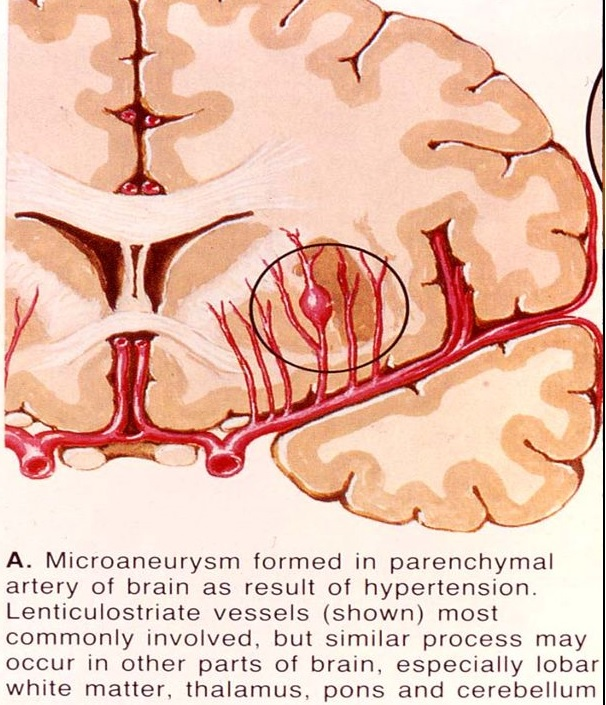 A. Microaneurysm formed in parenchymal
artery of brain as result of hypertension.
Lenticulostriate vessels (shown) most
commonly involved, but similar process may
occur in other parts of brain, especially lobar
white matter, thalamus, pons and cerebellum